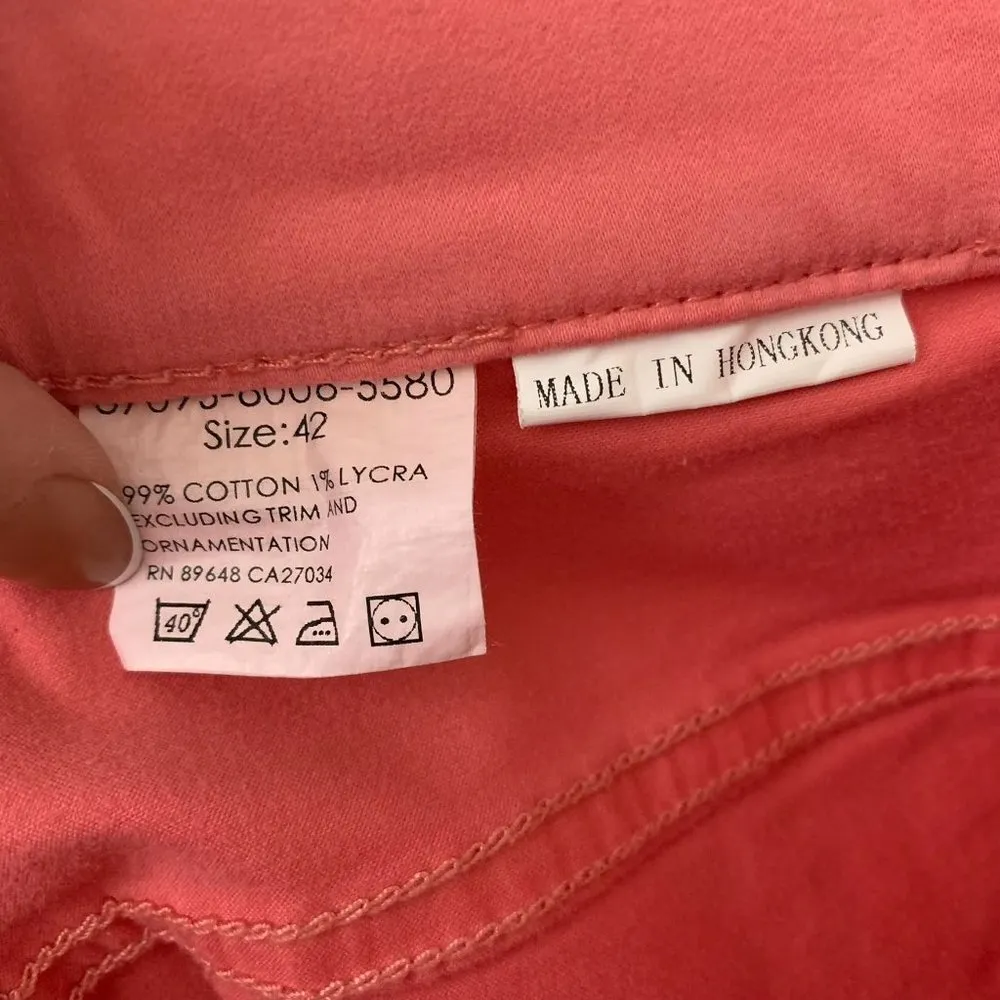 Size:42
99% COTTON 1% LYCRA
EXCLUDING TRIM AND
ORNAMENTATION
RN 89648 CA27034
40°
MADE IN HONGKONG